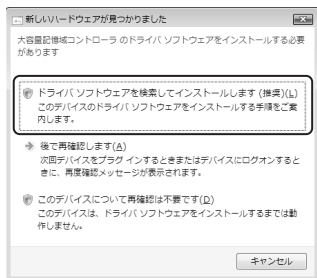 新しいハードウェアが見つかりました
大容量記憶域コントローラ のドライバ ソフトウェアをインストールする必要
があります
ドライバ ソフトウェアを検索してインストールします (推奨)(L)
このデバイスのドライバ ソフトウェアをインストールする手順をご案
内します。
後で再確認します(A)
次回デバイスをプラグ インするときまたはデバイスにログオンすると
きに、再度確認メッセージが表示されます。
このデバイスについて再確認は不要です(D)
このデバイスは、ドライバ ソフトウェアをインストールするまでは動
作しません。
キャンセル